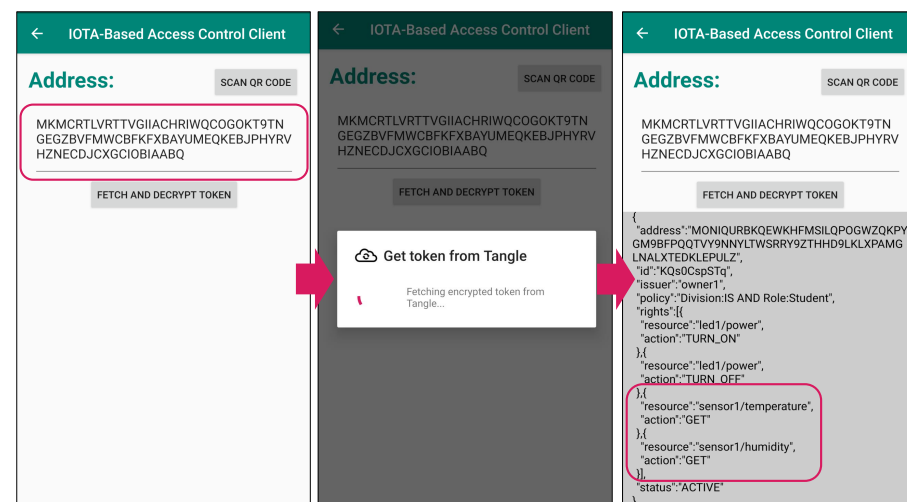 IOTA-Based Access Control Client
Address:
SCAN QR CODE
MKMCRTLVRTTVGIIACHRIWQCOGOKT9TN
GEGZBVFMWCBFKFXBAYUMEQKEBJPHYRV
HZNECDJCXGCIOBIAABQ
FETCH AND DECRYPT TOKEN
IOTA-Based Access Control Client
Address:
SCAN QR CODE
MKMCRTLVRTTVGIIACHRIWQCOGOKT9TN
GEGZBVFMWCBFKFXBAYUMEQKEBJPHYRV
HZNECDJCXGCIOBIAABQ
FETCH AND DECRYPT TOKEN
Get token from Tangle
Fetching encrypted token from
Tangle...
IOTA-Based Access Control Client
Address:
SCAN QR CODE
MKMCRTLVRTTVGIIACHRIWQCOGOKT9TN
GEGZBVFMWCBFKFXBAYUMEQKEBJPHYRV
HZNECDJCXGCIOBIAABQ
FETCH AND DECRYPT TOKEN
{
"address":"MONIQURBKQEWKHFMSILQPOGWZQKPY
GM9BFPQQTVY9NNYLTWSRRY9ZTHHD9LKLXPAMG
LNALXTEDKLEPULZ",
"id":"KQs0CspSTq",
"issuer":"owner1",
"policy":"Division:IS AND Role:Student",
"rights":[{
"resource":"led1/power",
"action":"TURN_ON"
},{
"resource":"led1/power",
"action":"TURN_OFF"
},{
"resource":"sensor1/temperature",
"action":"GET"
},{
"resource":"sensor1/humidity",
"action":"GET"
}],
"status":"ACTIVE"
}